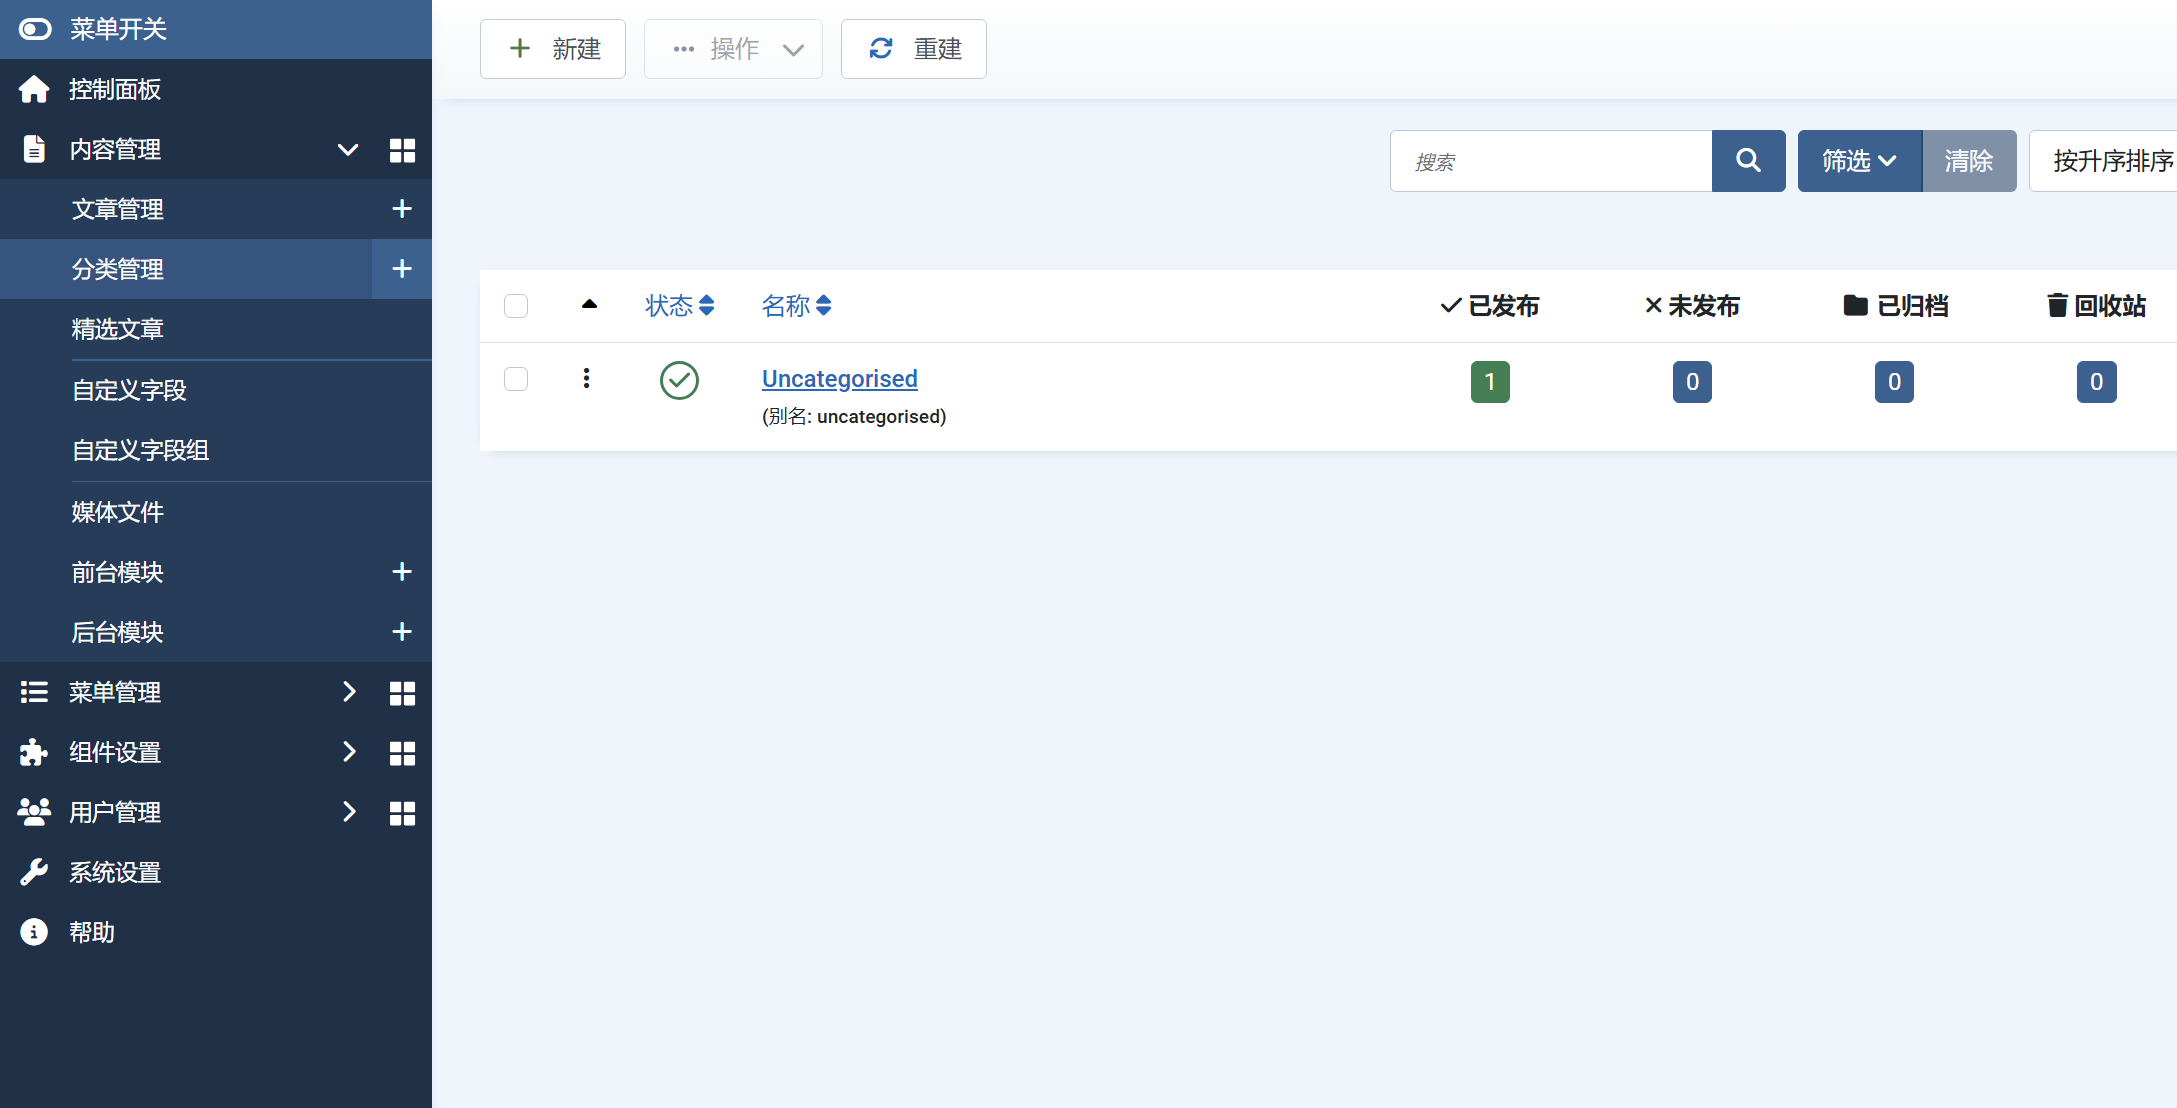 菜单开关
控制面板
内容管理
文章管理
分类管理
精选文章
自定义字段
自定义字段组
媒体文件
前台模块
后台模块
菜单管理
组件设置
用户管理
系统设置
帮助
新建 操作 重建
搜索 筛选 清除 按升序排序
状态 名称 已发布 未发布 已归档 回收站
Uncategorised 1 0 0 0
(别名: uncategorised)